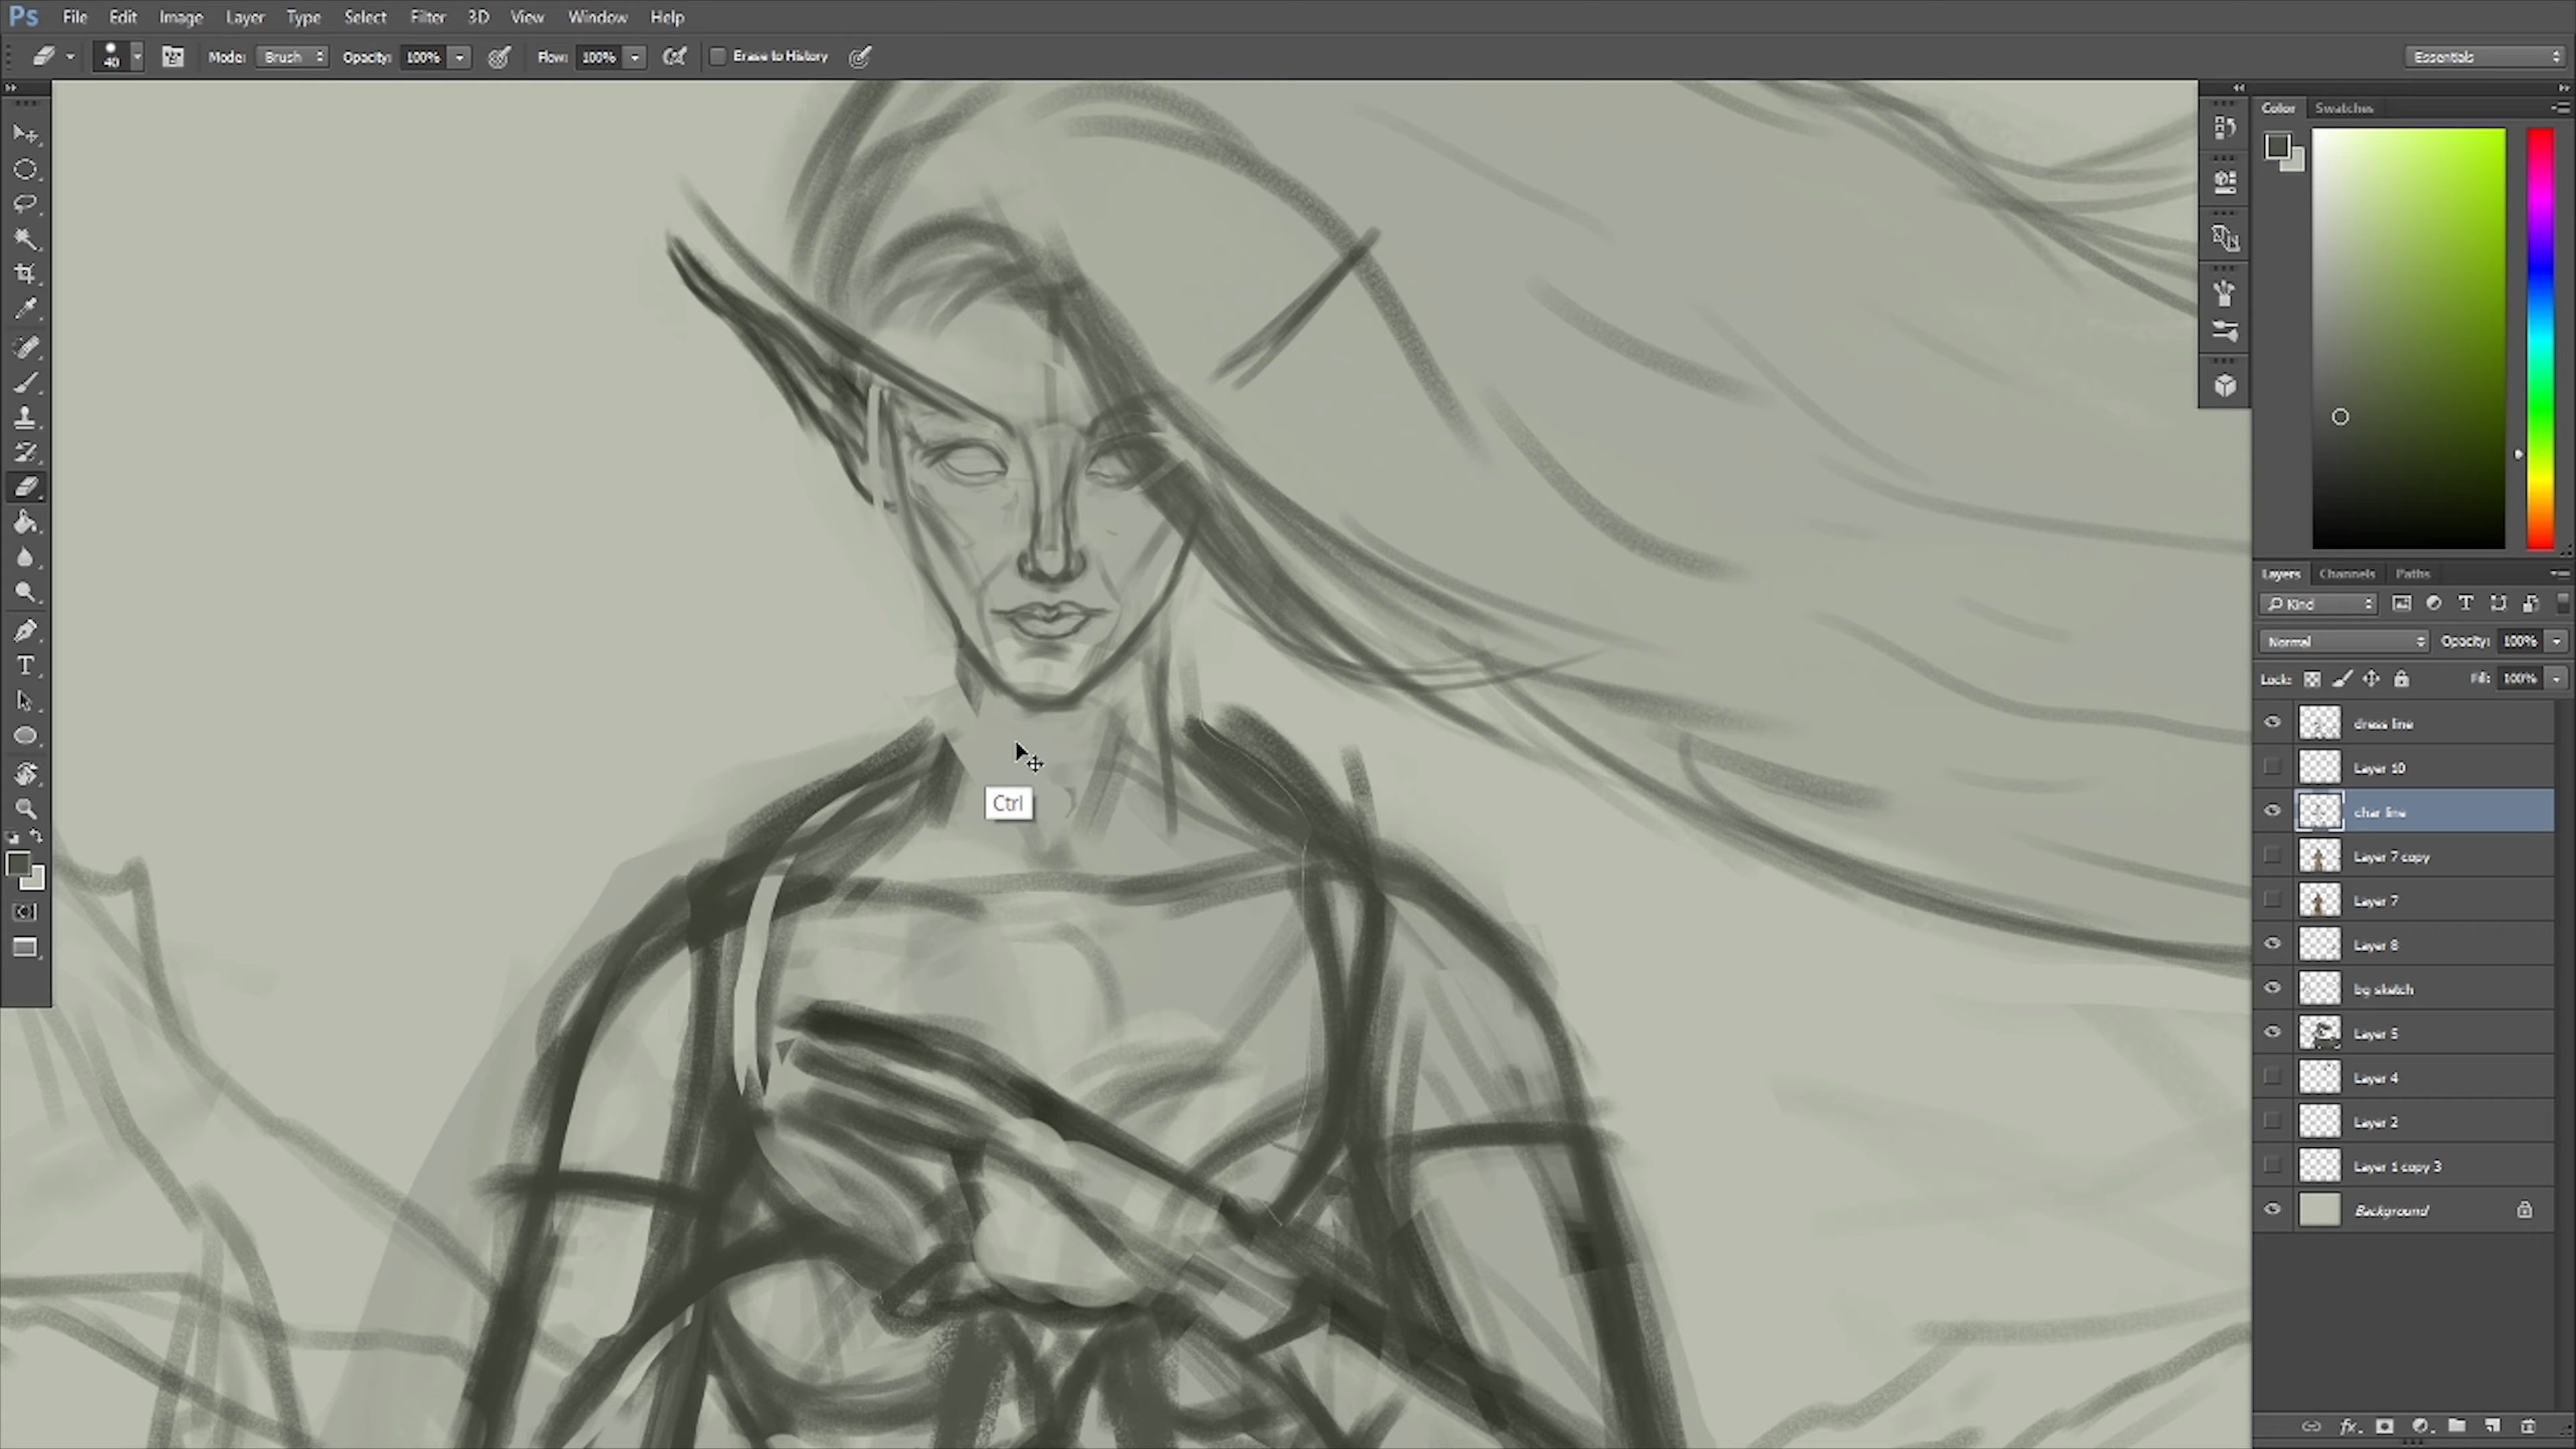 Ps File Edit Image Layer Type Select Filter 3D View Window Help
40 Mode: Brush Opacity: 100% Flow: 100% Erase to History Essentials
Color Swatches
Layers Channels Paths
Kind
Normal Opacity: 100%
Lock: Fill: 100%
dress line
Layer 10
Ctrl
char line
Layer 7 copy
Layer 7
Layer 8
bg sketch
Layer 5
Layer 4
Layer 2
Layer 1 copy 3
Background
fx